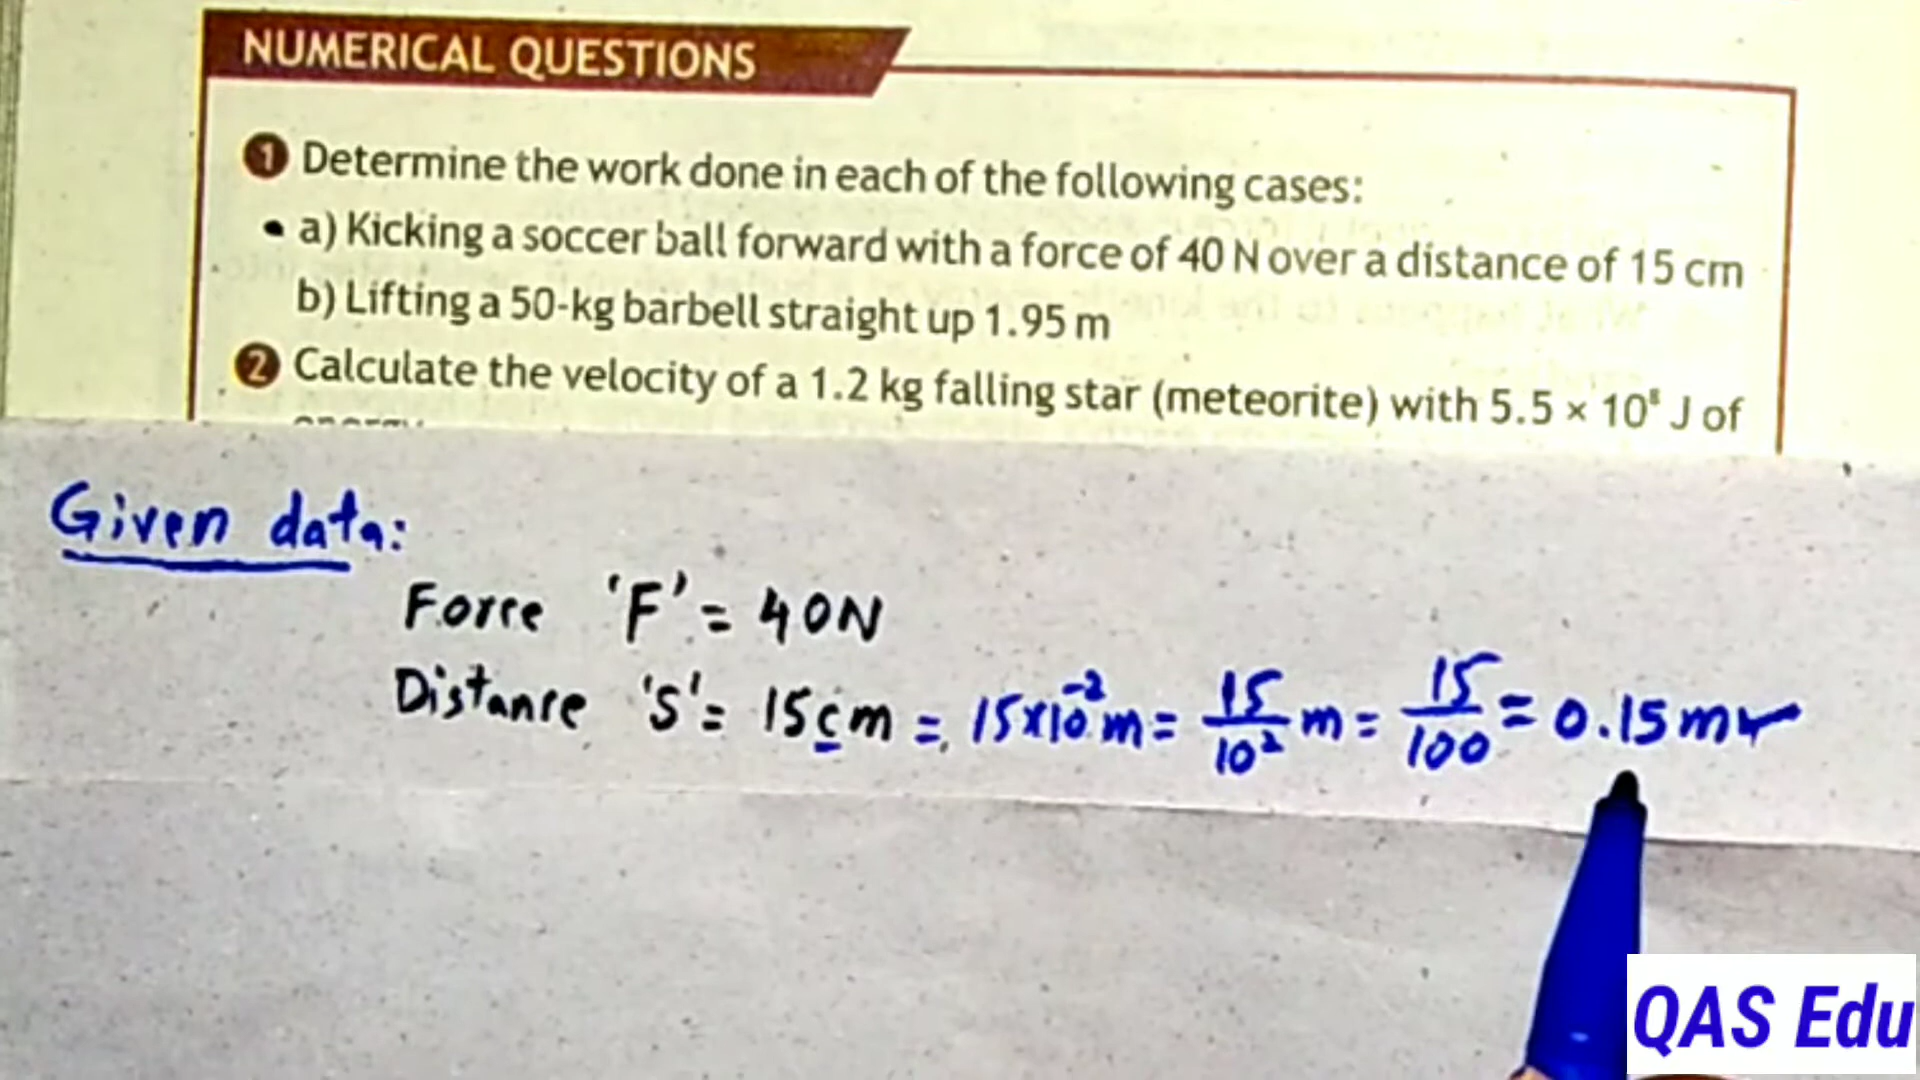 NUMERICAL QUESTIONS
1 Determine the work done in each of the following cases:
a) Kicking a soccer ball forward with a force of 40 N over a distance of 15 cm
b) Lifting a 50-kg barbell straight up 1.95 m
2 Calculate the velocity of a 1.2 kg falling star (meteorite) with 5.5 × 10⁸ J of
Given data:
Force 'F' = 40N
Distance 'S' = 15cm = 15×10⁻²m = 15/10² m = 15/100 = 0.15m
QAS Edu